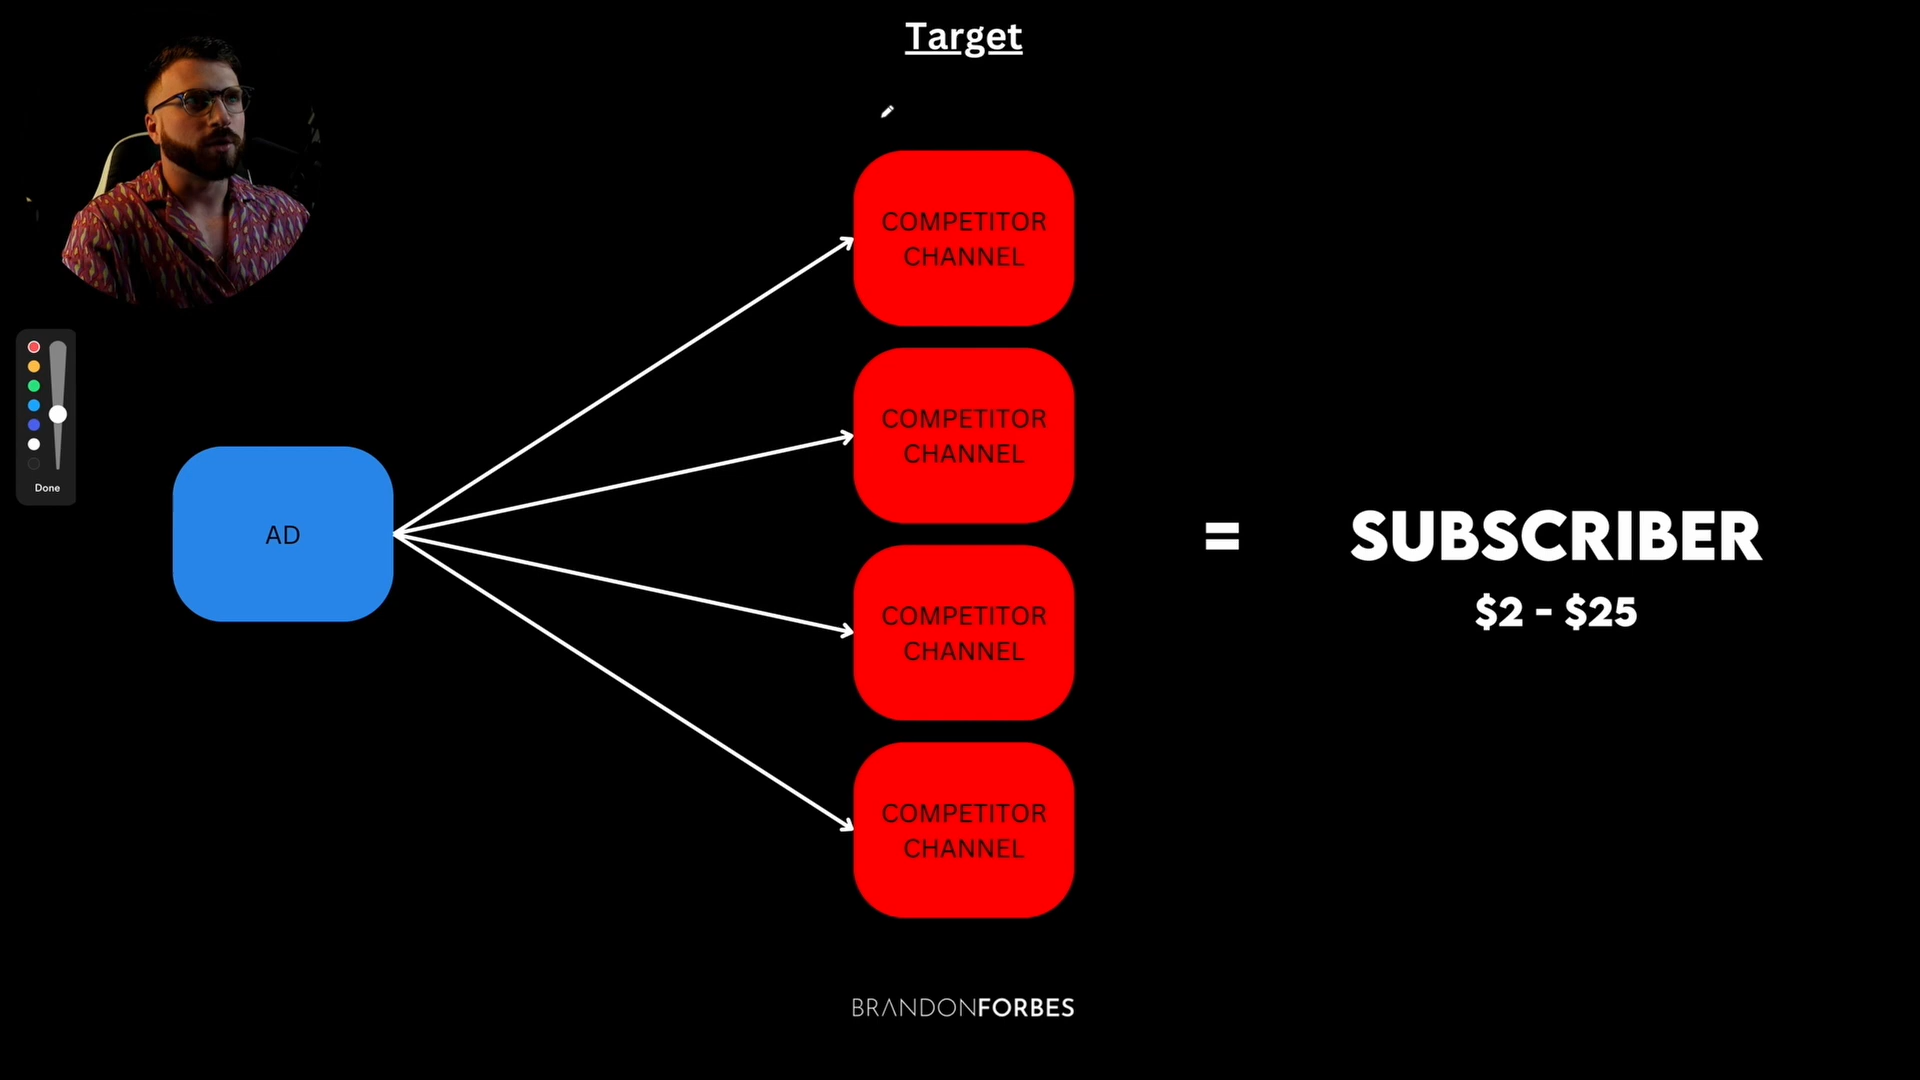 Target
COMPETITOR
CHANNEL
COMPETITOR
CHANNEL
AD
=
SUBSCRIBER
$2 - $25
COMPETITOR
CHANNEL
COMPETITOR
CHANNEL
Done
BRANDONFORBES